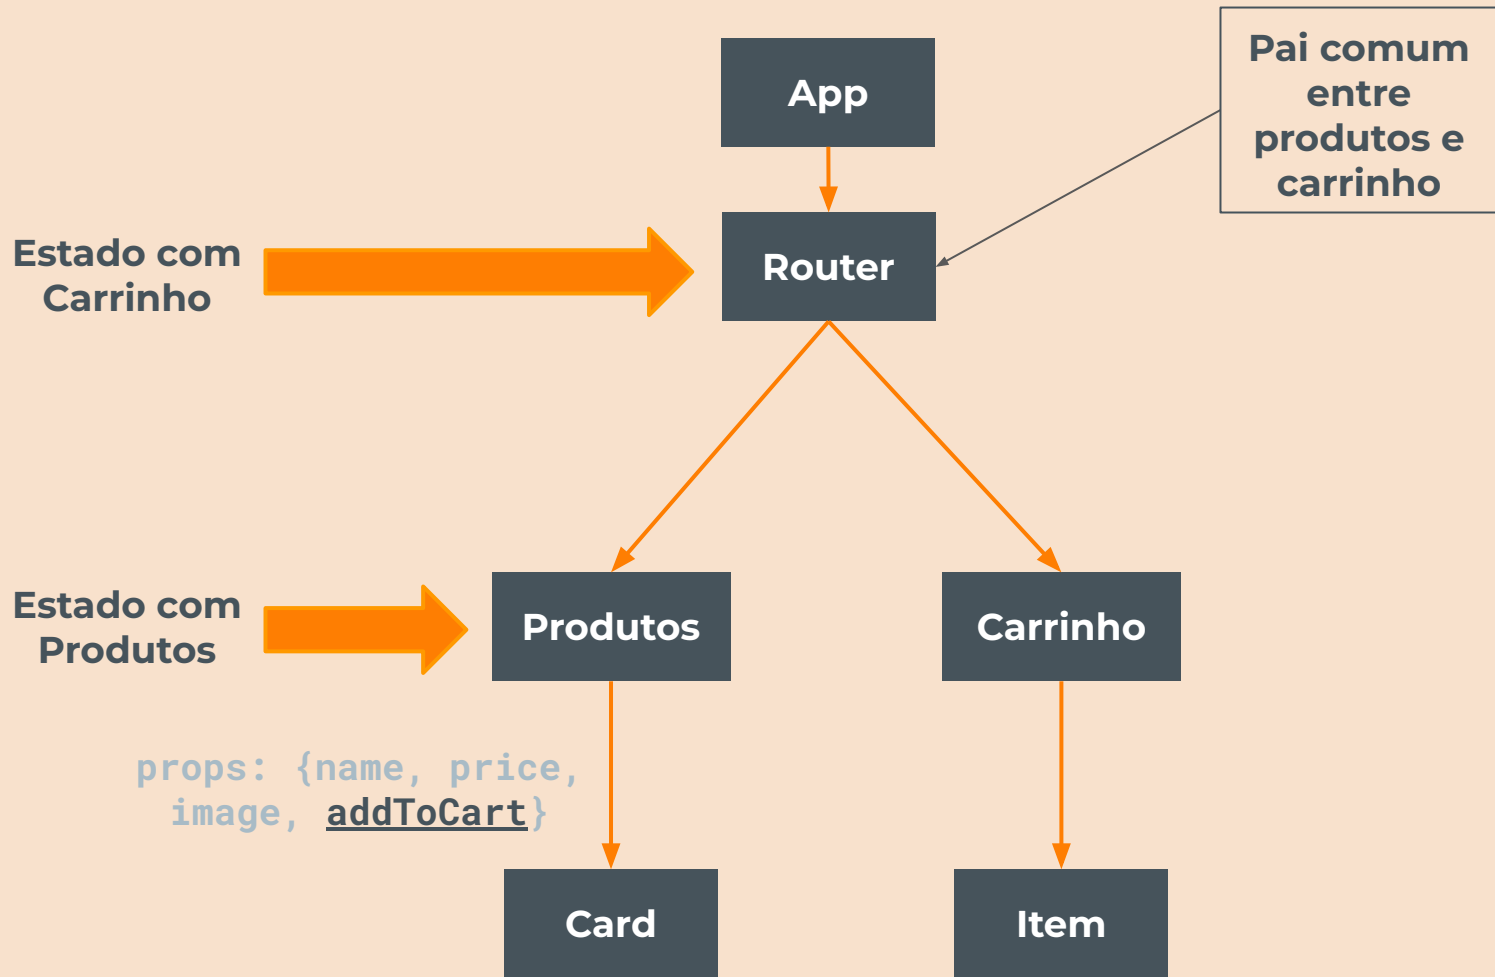 App
Pai comum
entre
produtos e
carrinho
Estado com
Carrinho
Router
Estado com
Produtos
Produtos
Carrinho
props: {name, price,
image, addToCart}
Card
Item